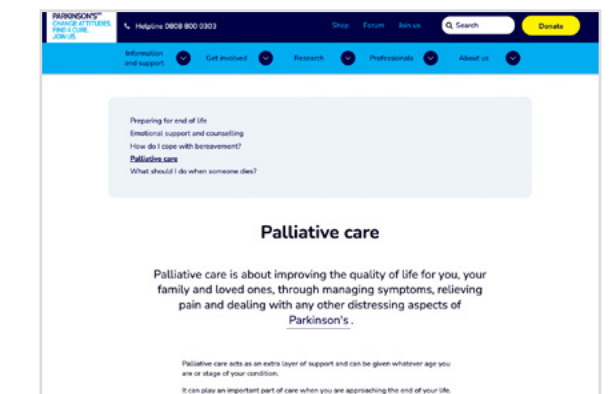 PARKINSON'S
CHANGE ATTITUDES.
FIND A CURE.
JOIN US.
Helpline 0808 800 0303
Shop Forum Join us Search Donate
Information and support
Get involved Research Professionals About us
Preparing for end of life
Emotional support and counselling
How do I cope with bereavement?
Palliative care
What should I do when someone dies?
Palliative care
Palliative care is about improving the quality of life for you, your
family and loved ones, through managing symptoms, relieving
pain and dealing with any other distressing aspects of
Parkinson's.
Palliative care acts as an extra layer of support and can be given whatever age you
are or stage of your condition.
It can play an important part of care when you are approaching the end of your life.